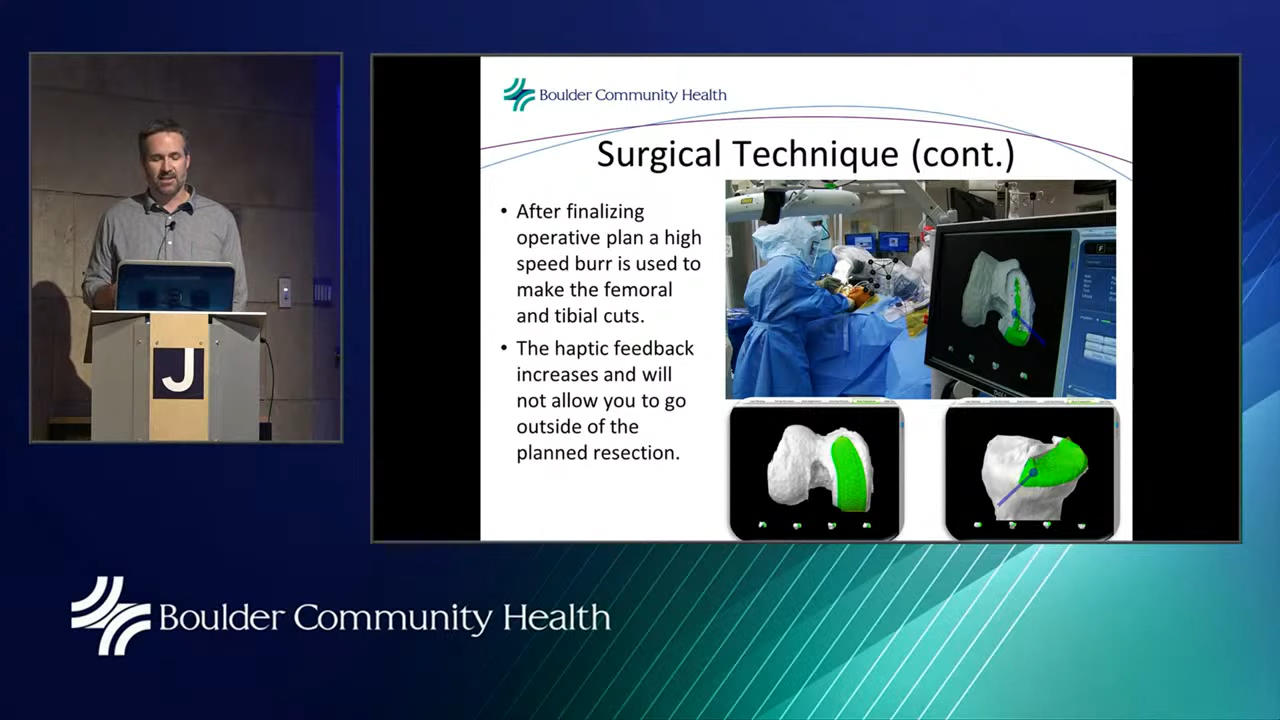 Boulder Community Health
Surgical Technique (cont.)
• After finalizing
operative plan a high
speed burr is used to
make the femoral
and tibial cuts.
• The haptic feedback
increases and will
not allow you to go
outside of the
planned resection.
J
Boulder Community Health